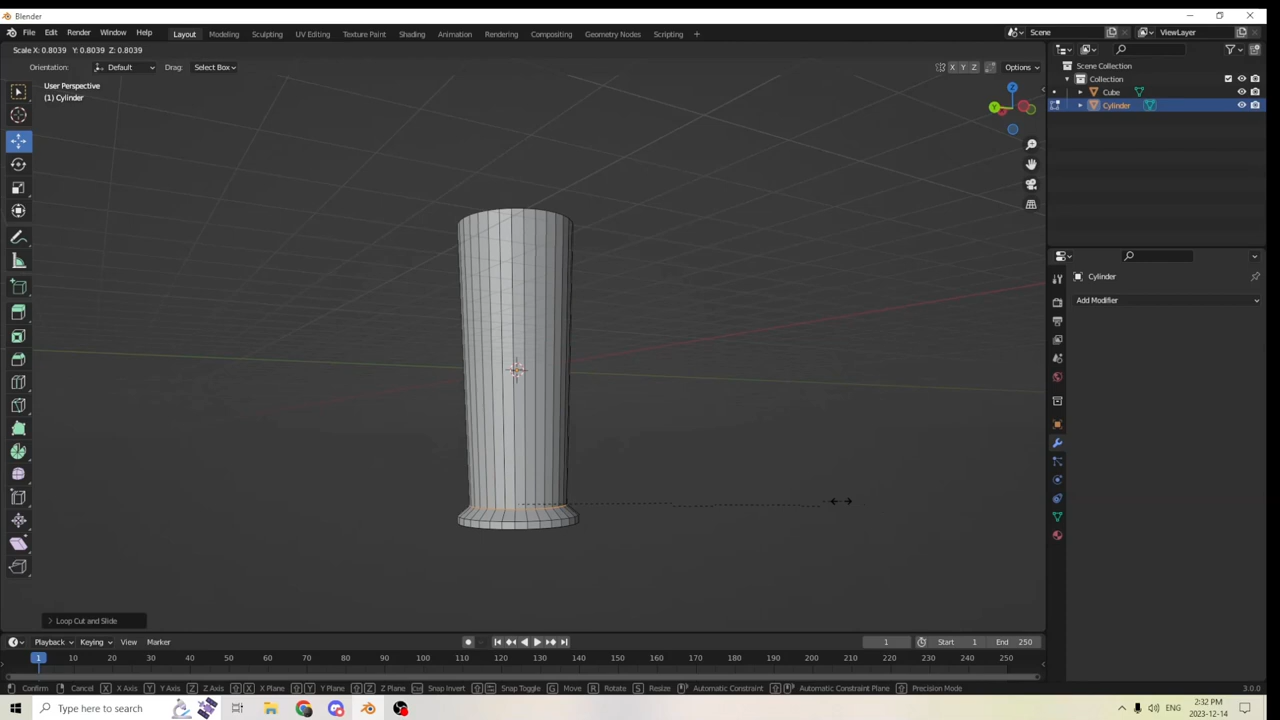 Blender
File Edit Render Window Help Layout Modeling Sculpting UV Editing Texture Paint Shading Animation Rendering Compositing Geometry Nodes Scripting + Scene ViewLayer
Scale X: 0.8039 Y: 0.8039 Z: 0.8039
Orientation: Default Drag: Select Box X Y Z Options
Scene Collection
Collection
Cube
Cylinder
User Perspective
(1) Cylinder
Z
Y
Cylinder
Add Modifier
Loop Cut and Slide
Playback Keying View Marker 1 Start 1 End 250
1 10 20 30 40 50 60 70 80 90 100 110 120 130 140 150 160 170 180 190 200 210 220 230 240 250
Confirm Cancel X X Axis Y Y Axis Z Z Axis X X Plane Y Y Plane Z Z Plane Snap Invert Snap Toggle G Move R Rotate S Resize Automatic Constraint Automatic Constraint Plane Precision Mode 3.0.0
Type here to search ENG 2:32 PM
2023-12-14